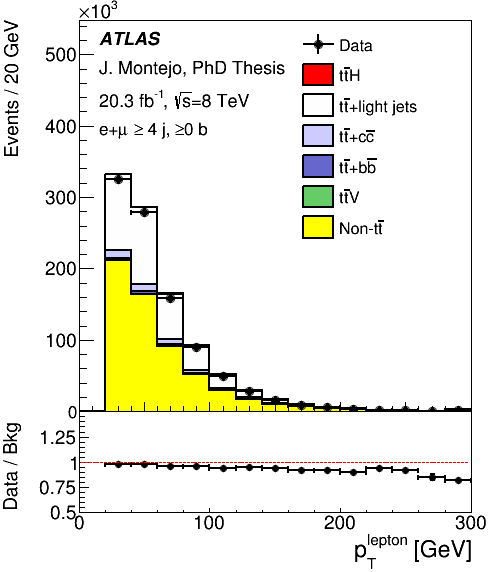 ×10³
Events / 20 GeV
500
400
300
200
100
0
ATLAS
J. Montejo, PhD Thesis
20.3 fb⁻¹, √s=8 TeV
e+μ ≥ 4 j, ≥0 b
Data
tt̅H
tt̅+light jets
tt̅+cc̅
tt̅+bb̅
tt̅V
Non-tt̅
Data / Bkg
1.25
1
0.75
0.5
0 100 200 300
p_T^lepton [GeV]